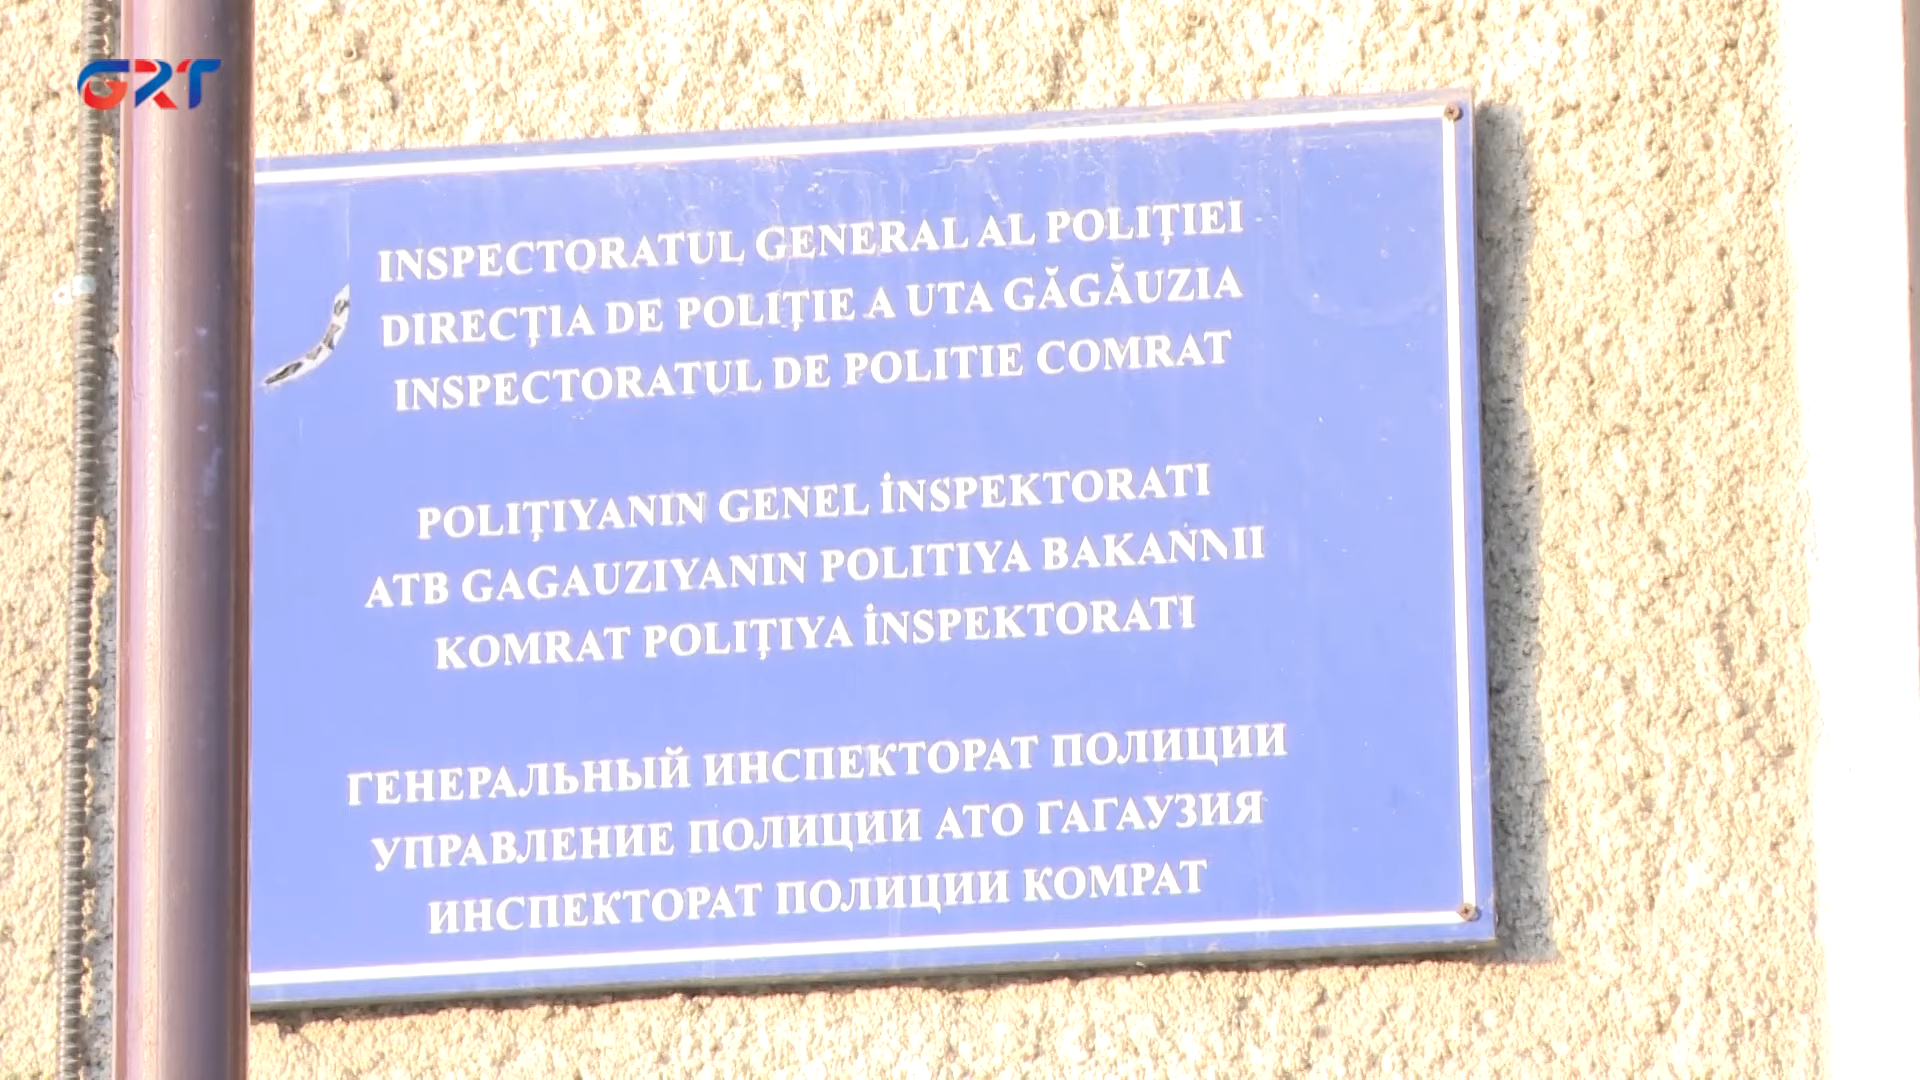 GRT
INSPECTORATUL GENERAL AL POLIȚIEI
DIRECȚIA DE POLIȚIE A UTA GĂGĂUZIA
INSPECTORATUL DE POLITIE COMRAT
POLIȚIYANIN GENEL İNSPEKTORATI
ATB GAGAUZIYANIN POLITIYA BAKANNII
KOMRAT POLIȚIYA İNSPEKTORATI
ГЕНЕРАЛЬНЫЙ ИНСПЕКТОРАТ ПОЛИЦИИ
УПРАВЛЕНИЕ ПОЛИЦИИ АТО ГАГАУЗИЯ
ИНСПЕКТОРАТ ПОЛИЦИИ КОМРАТ